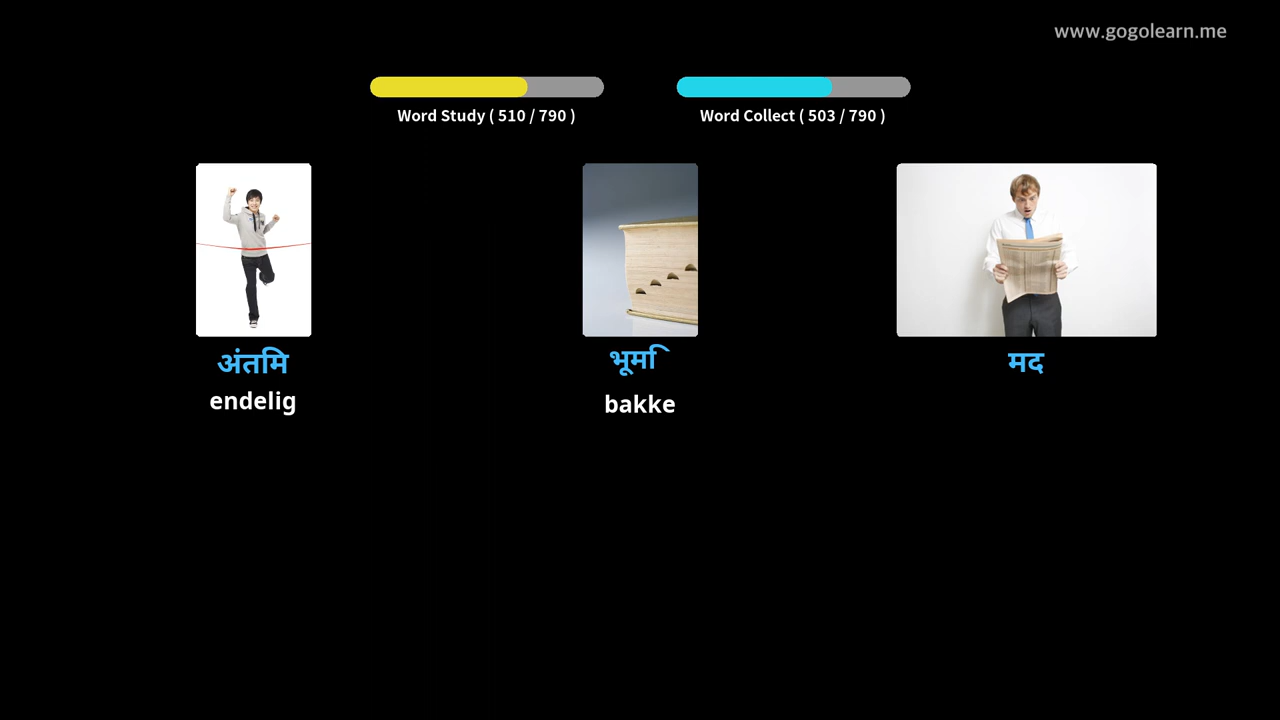 www.gogolearn.me
Word Study ( 510 / 790 )
Word Collect ( 503 / 790 )
अंतमि
भूमि
मद
endelig
bakke